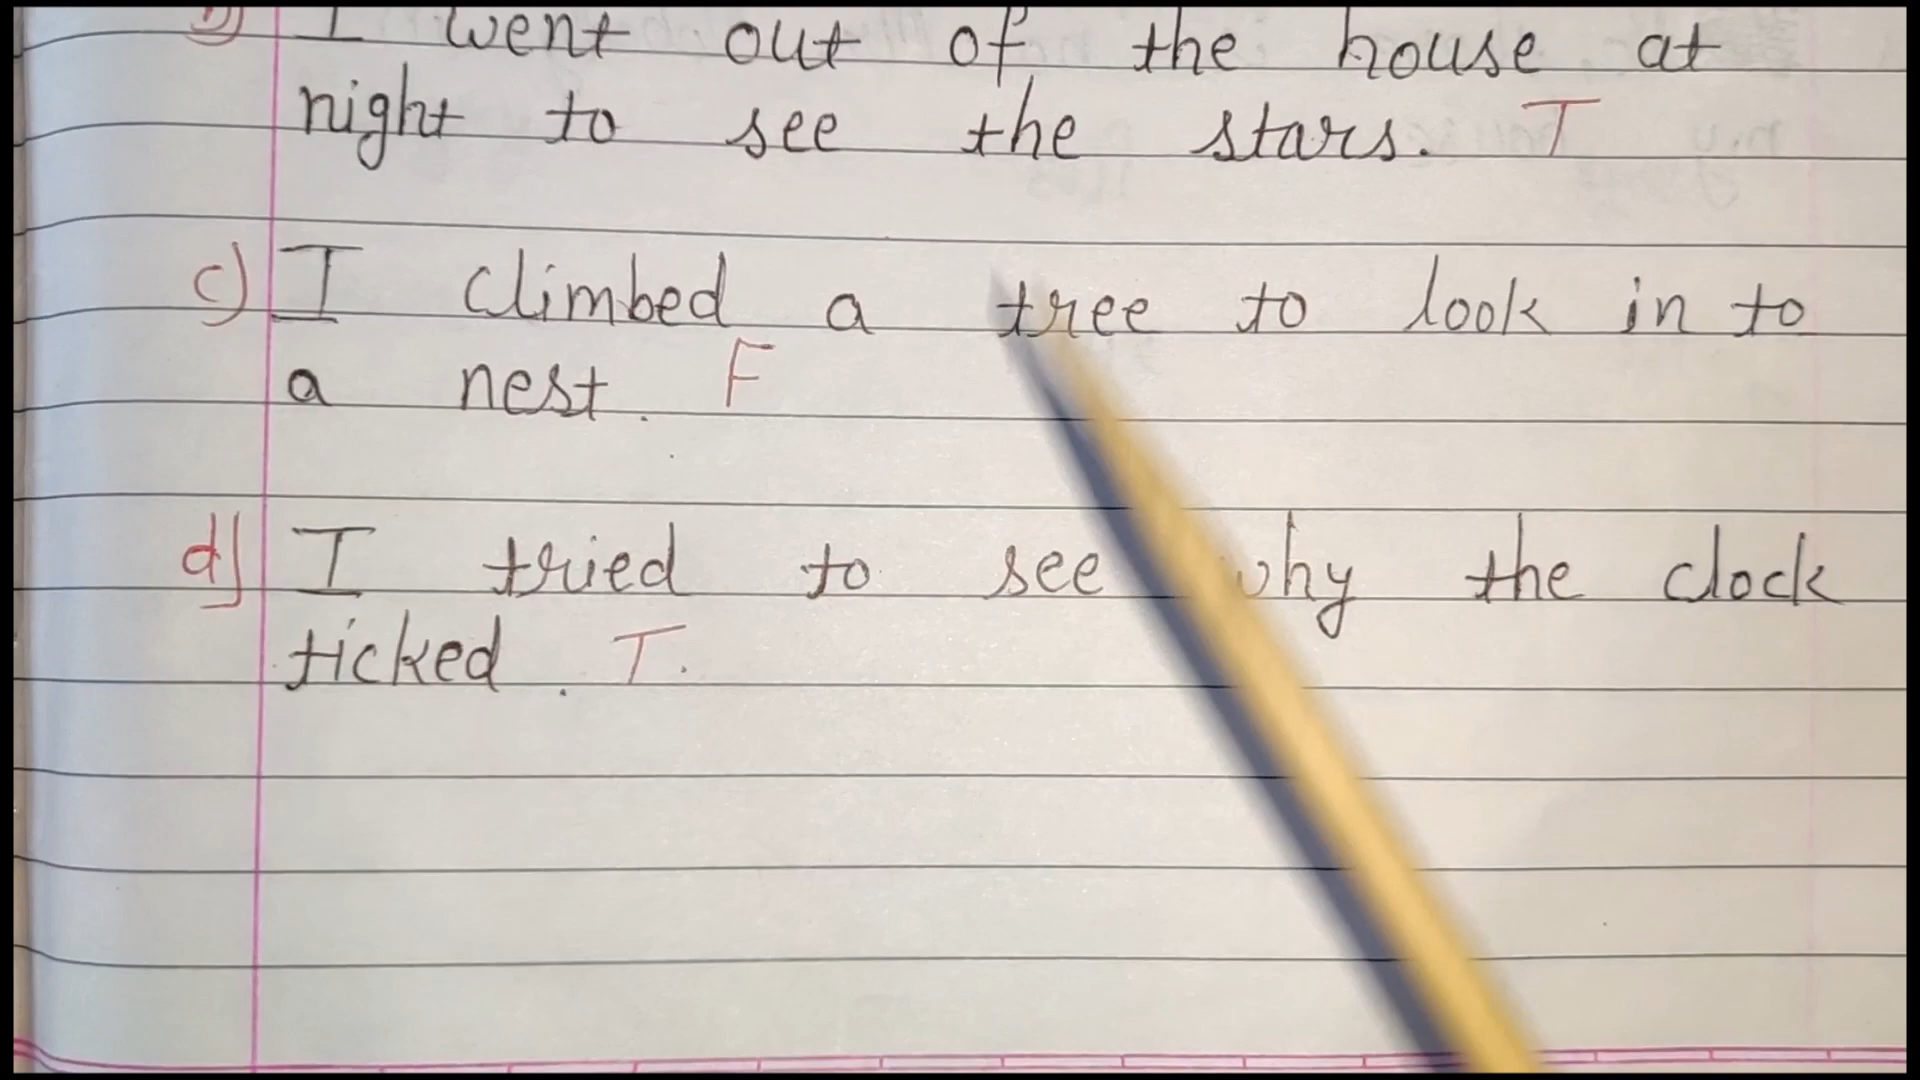 b) I went out of the house at
night to see the stars. T
c) I climbed a tree to look in to
a nest. F
d) I tried to see why the clock
ticked. T.